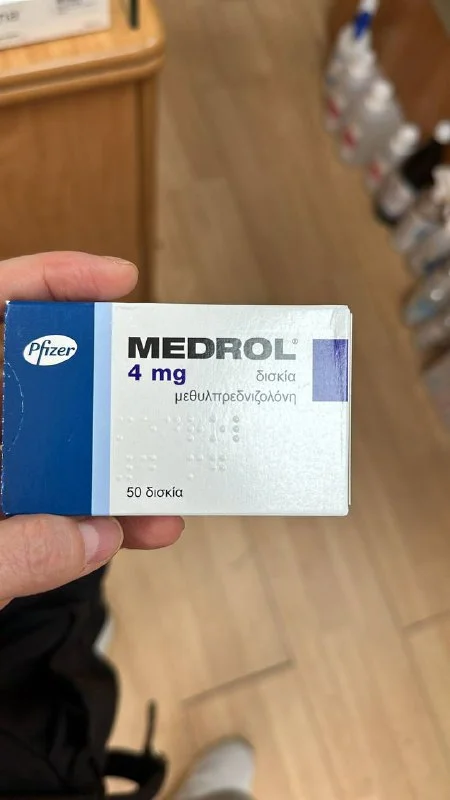 Pfizer
MEDROL®
4 mg
δισκία
μεθυλπρεδνιζολόνη
50 δισκία